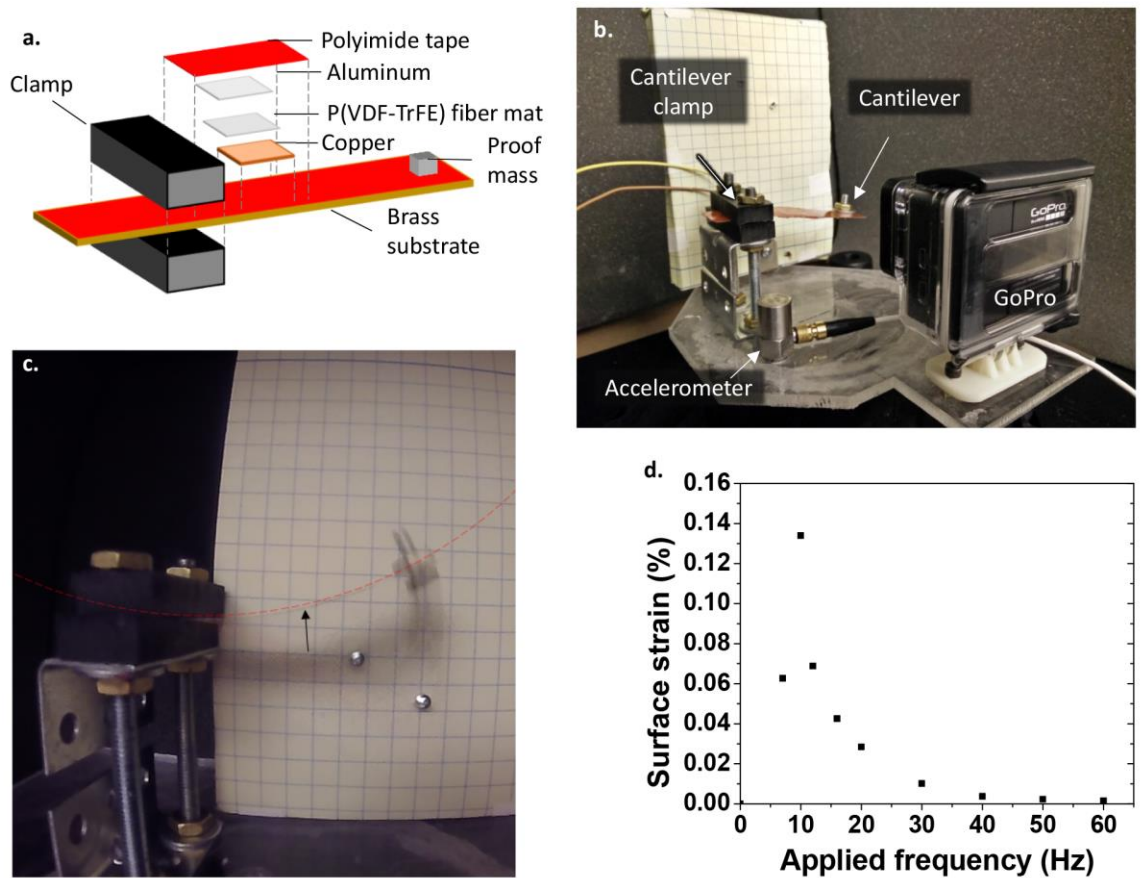 a.
Polyimide tape
Aluminum
Clamp
P(VDF-TrFE) fiber mat
Copper
Proof
mass
Brass
substrate
b.
Cantilever
clamp
Cantilever
GoPro
GoPro
Accelerometer
c.
d.
0.16
0.14
0.12
0.10
0.08
0.06
0.04
0.02
0.00
Surface strain (%)
0 10 20 30 40 50 60
Applied frequency (Hz)